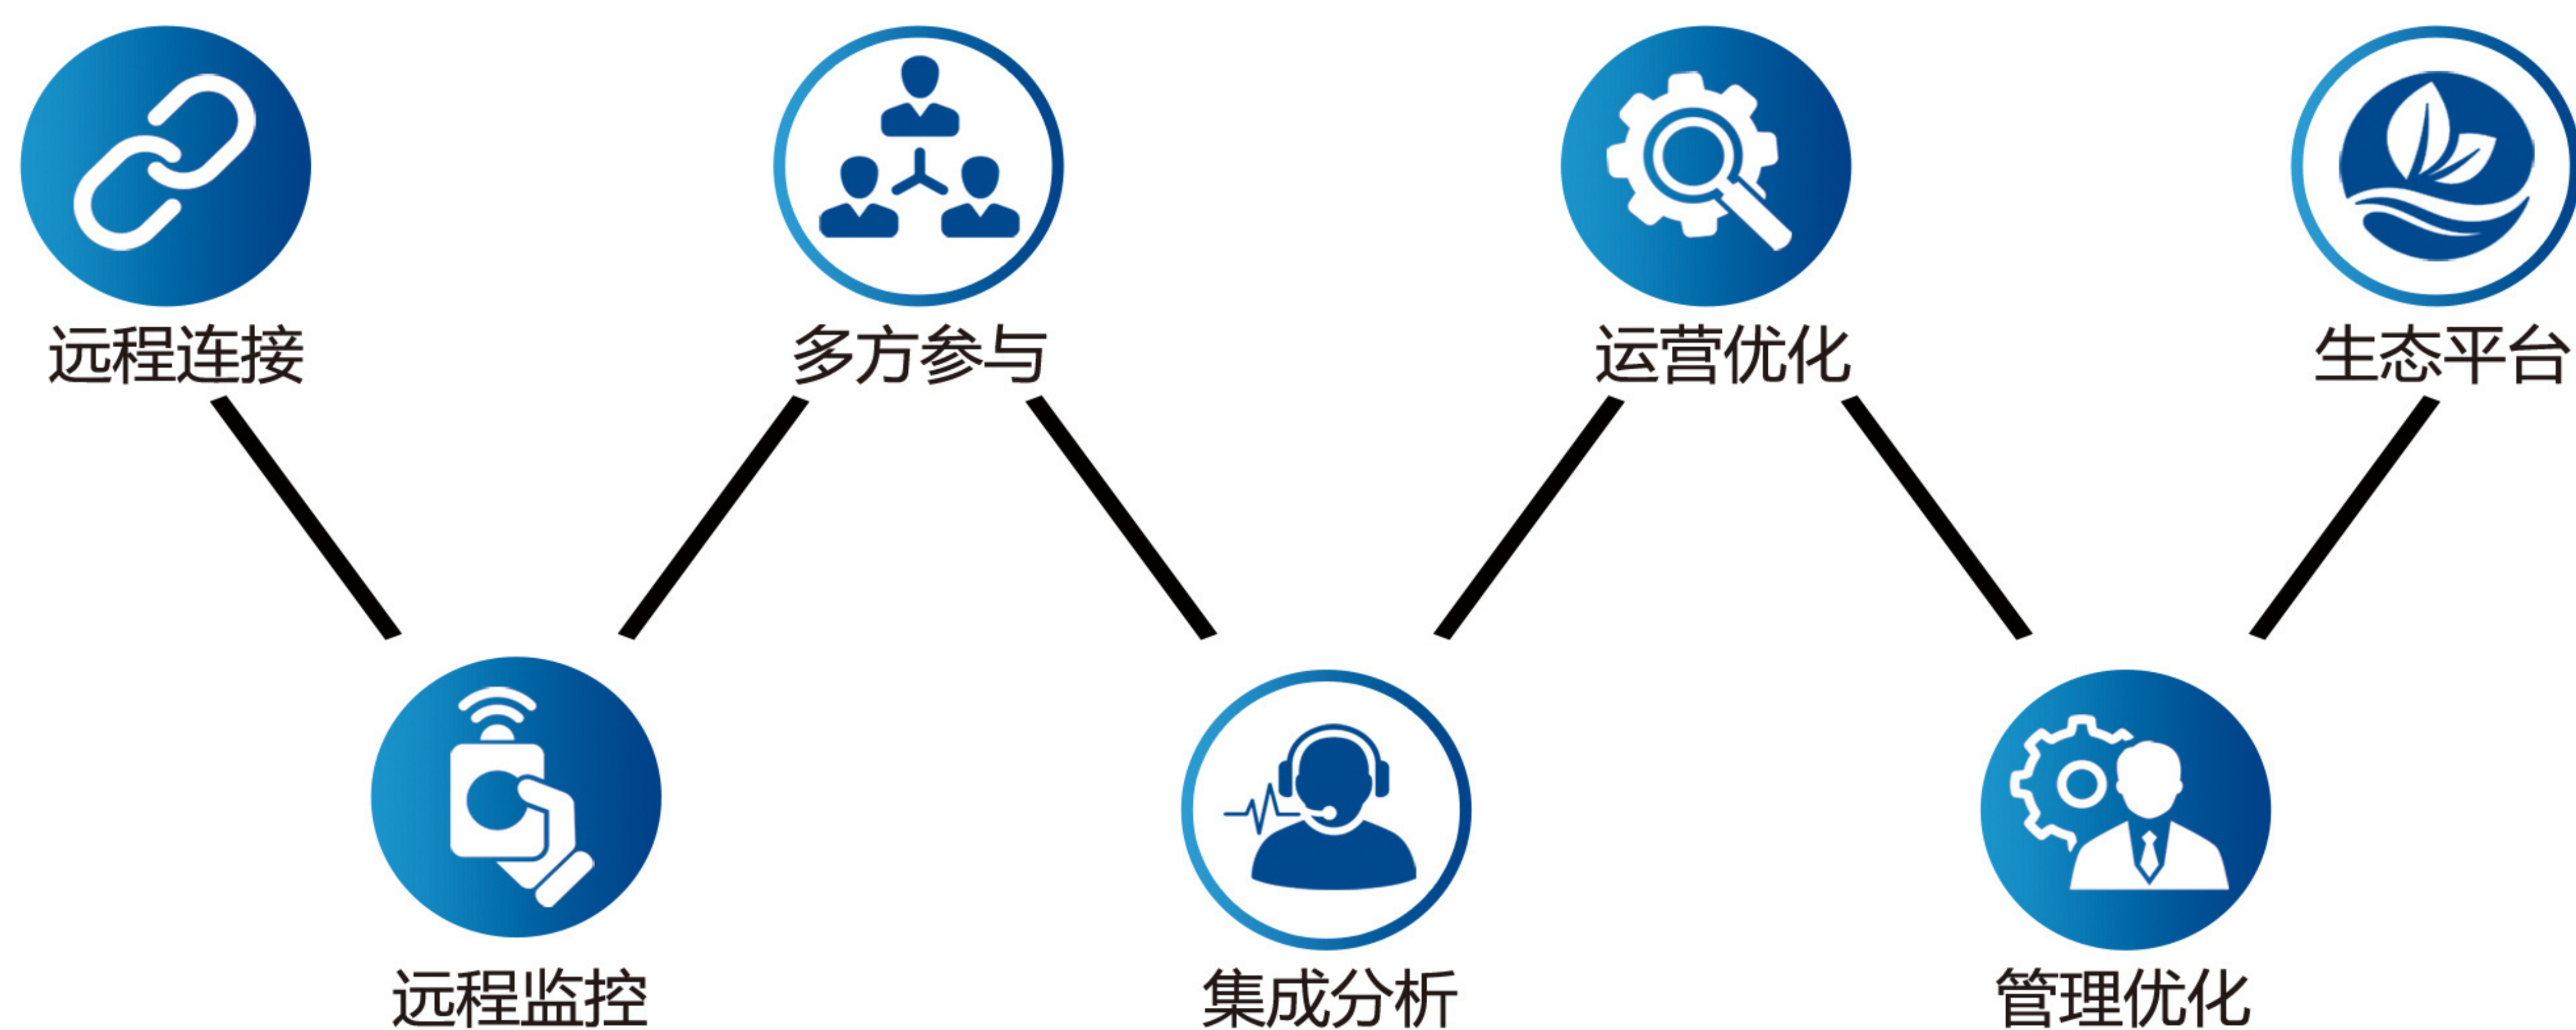 远程连接
多方参与
运营优化
生态平台
远程监控
集成分析
管理优化